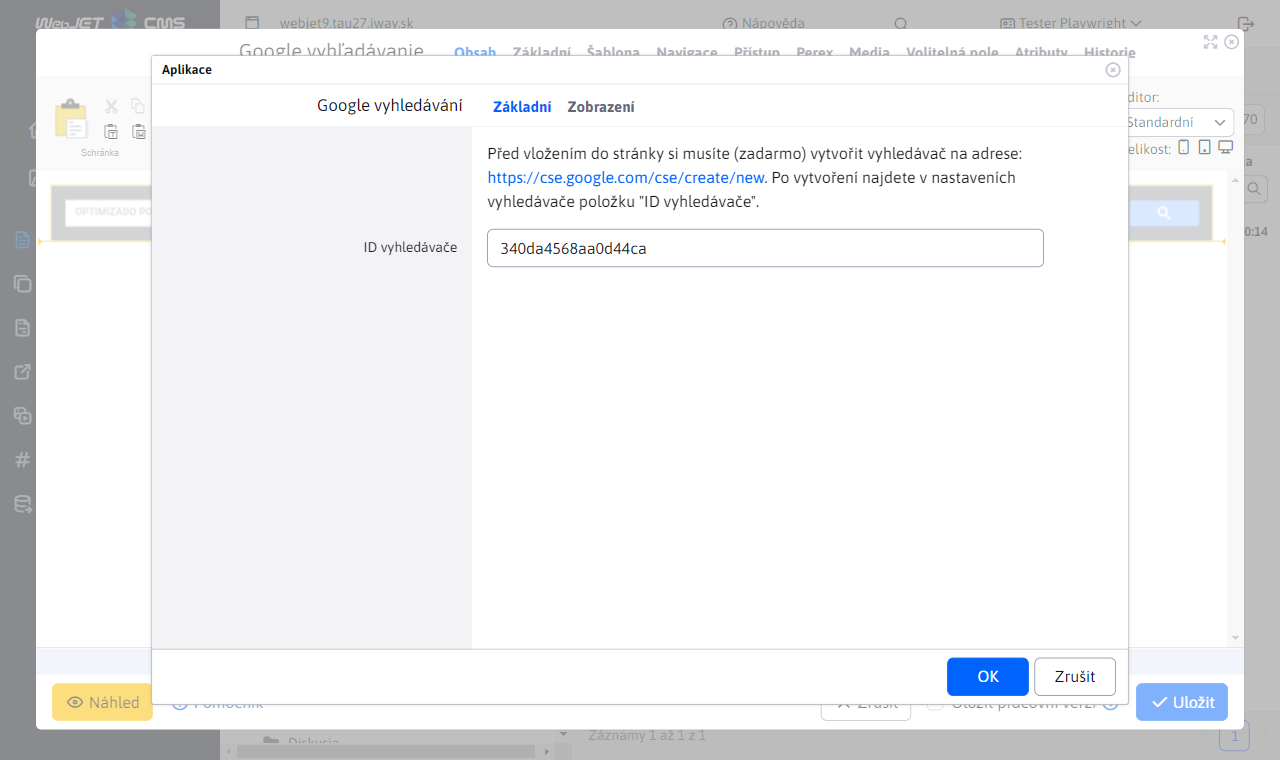 WebJET CMS
webjet9.tau27.iway.sk
Nápověda
Tester Playwright
Google vyhľadávanie
Obsah Základní Šablona Navigace Přístup Perex Media Volitelná pole Atributy Historie
Aplikace
Google vyhledávání
Základní Zobrazení
ditor:
Standardní
70
elikost:
Schránka
OPTIMIZADO PO
0:14
Před vložením do stránky si musíte (zadarmo) vytvořit vyhledávač na adrese:
https://cse.google.com/cse/create/new. Po vytvoření najdete v nastaveních
vyhledávače položku "ID vyhledávače".
ID vyhledávače
340da4568aa0d44ca
OK
Zrušit
Náhled
Pomocník
Zrušit
Uložit pracovní verzi
Uložit
Diskusia
Záznamy 1 až 1 z 1
1